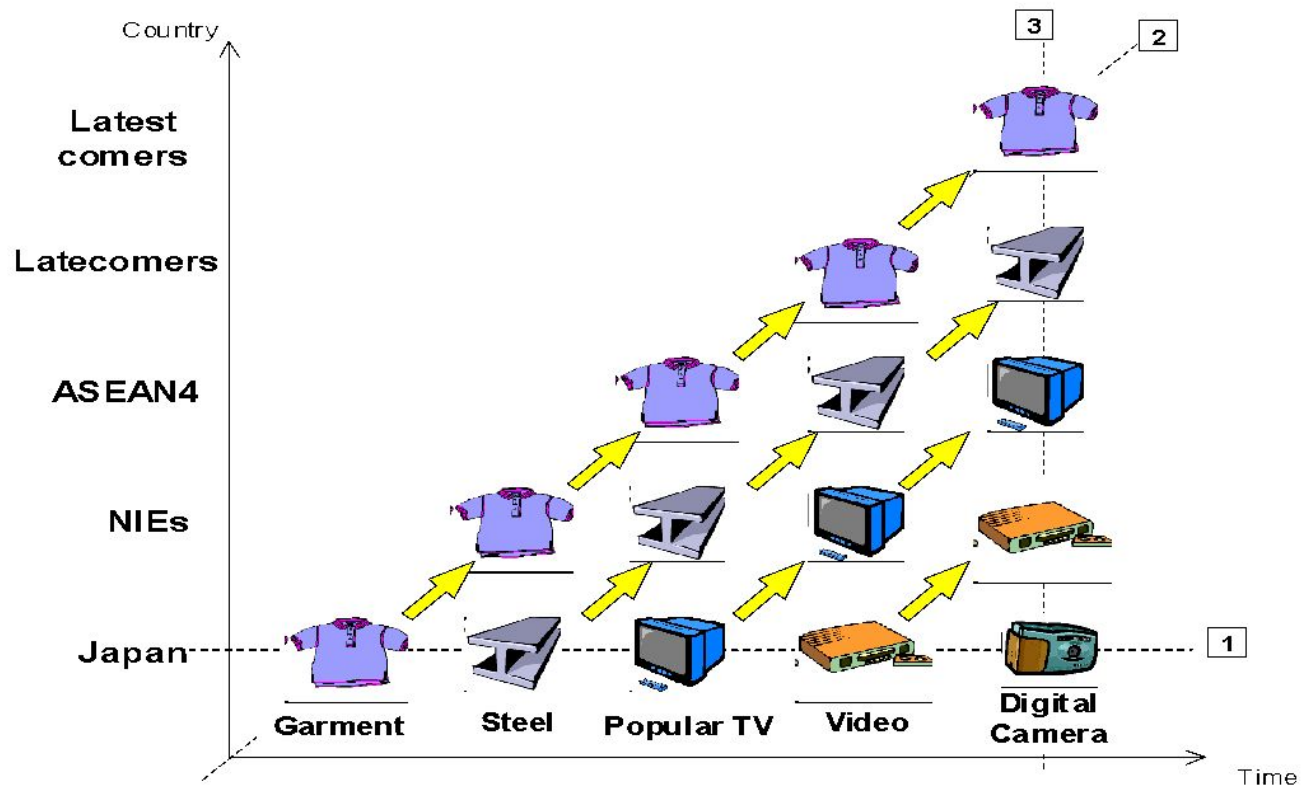 Country
3
2
Latest
comers
Latecomers
ASEAN4
NIEs
Japan
1
Garment
Steel
Popular TV
Video
Digital
Camera
Time